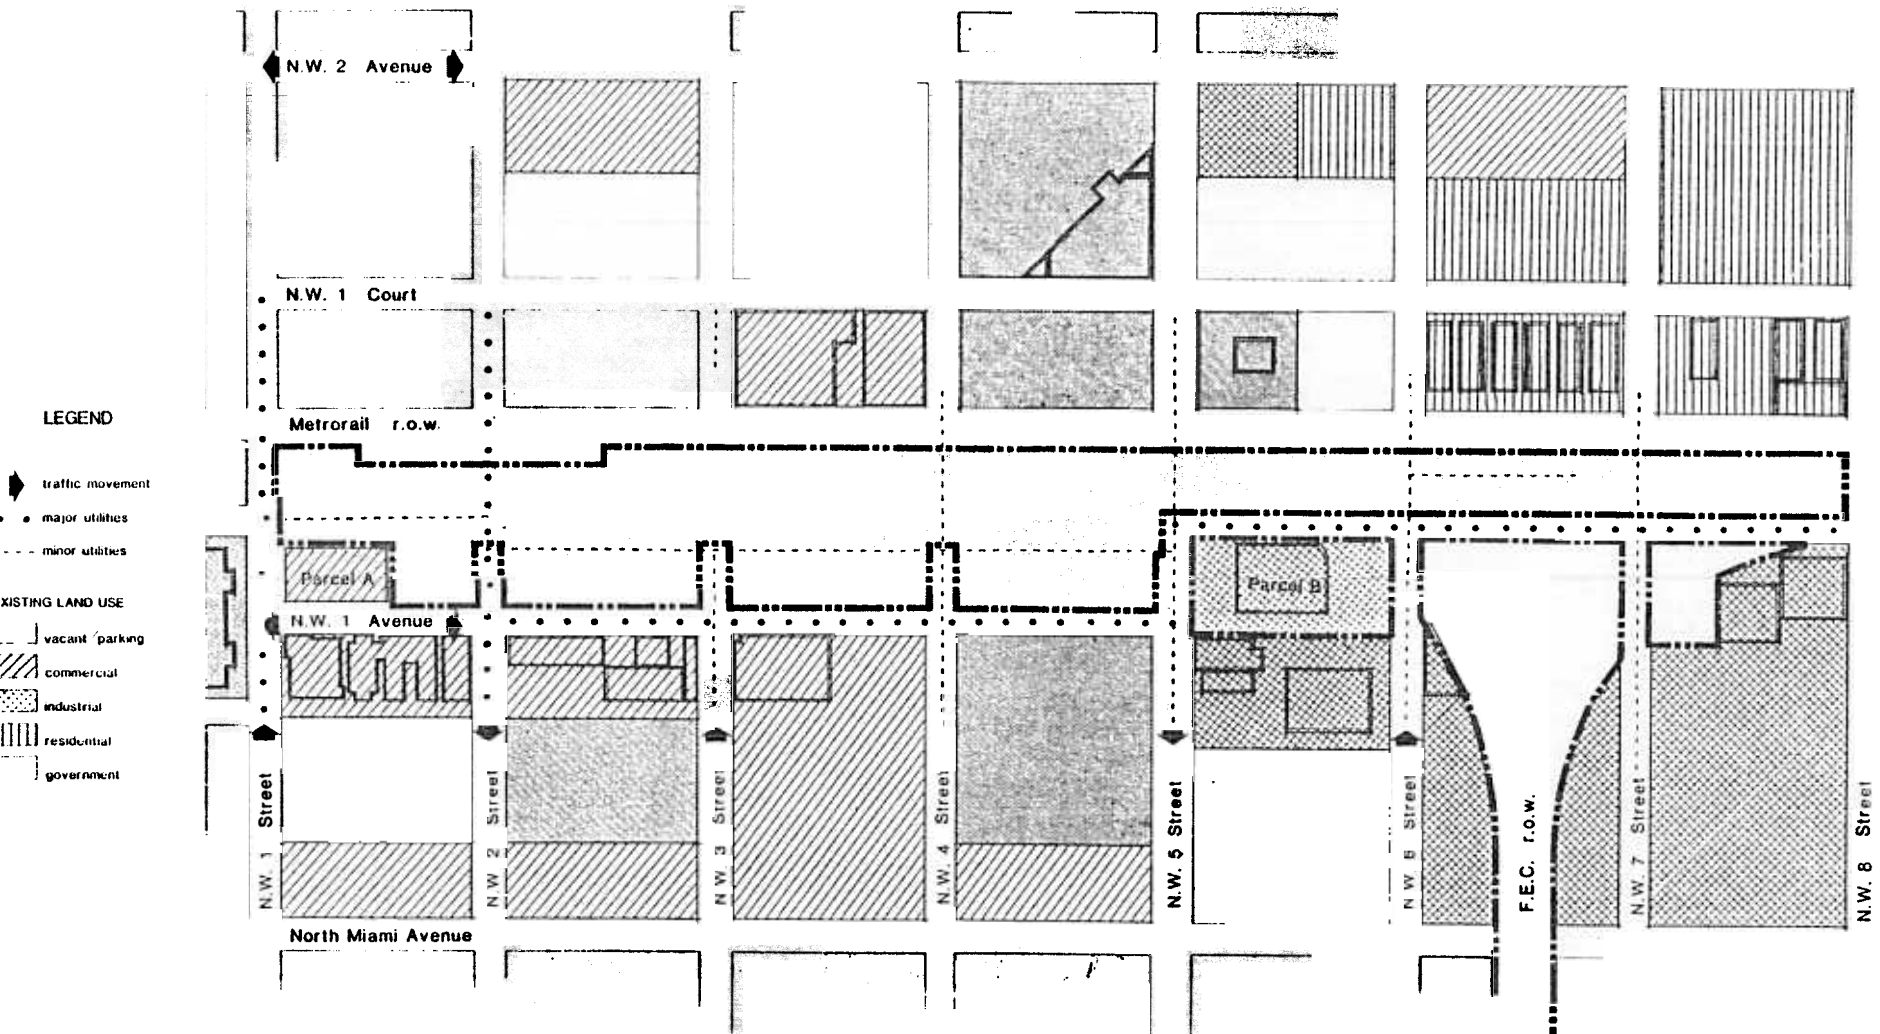 N.W. 2 Avenue
N.W. 1 Court
Metrorail r.o.w.
LEGEND
traffic movement
major utilities
minor utilities
XISTING LAND USE
vacant/parking
commercial
industrial
residential
government
Parcel A
Parcel B
N.W. 1 Avenue
N.W. 1 Street
N.W. 2 Street
N.W. 3 Street
N.W. 4 Street
N.W. 5 Street
N.W. 6 Street
F.E.C. r.o.w.
N.W. 7 Street
N.W. 8 Street
North Miami Avenue